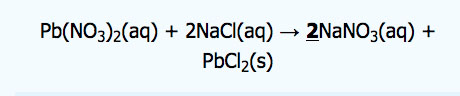 Pb(NO3)₂(aq) + 2NaCl(aq) → 2NaNO3(aq) +
PbCl₂(s)